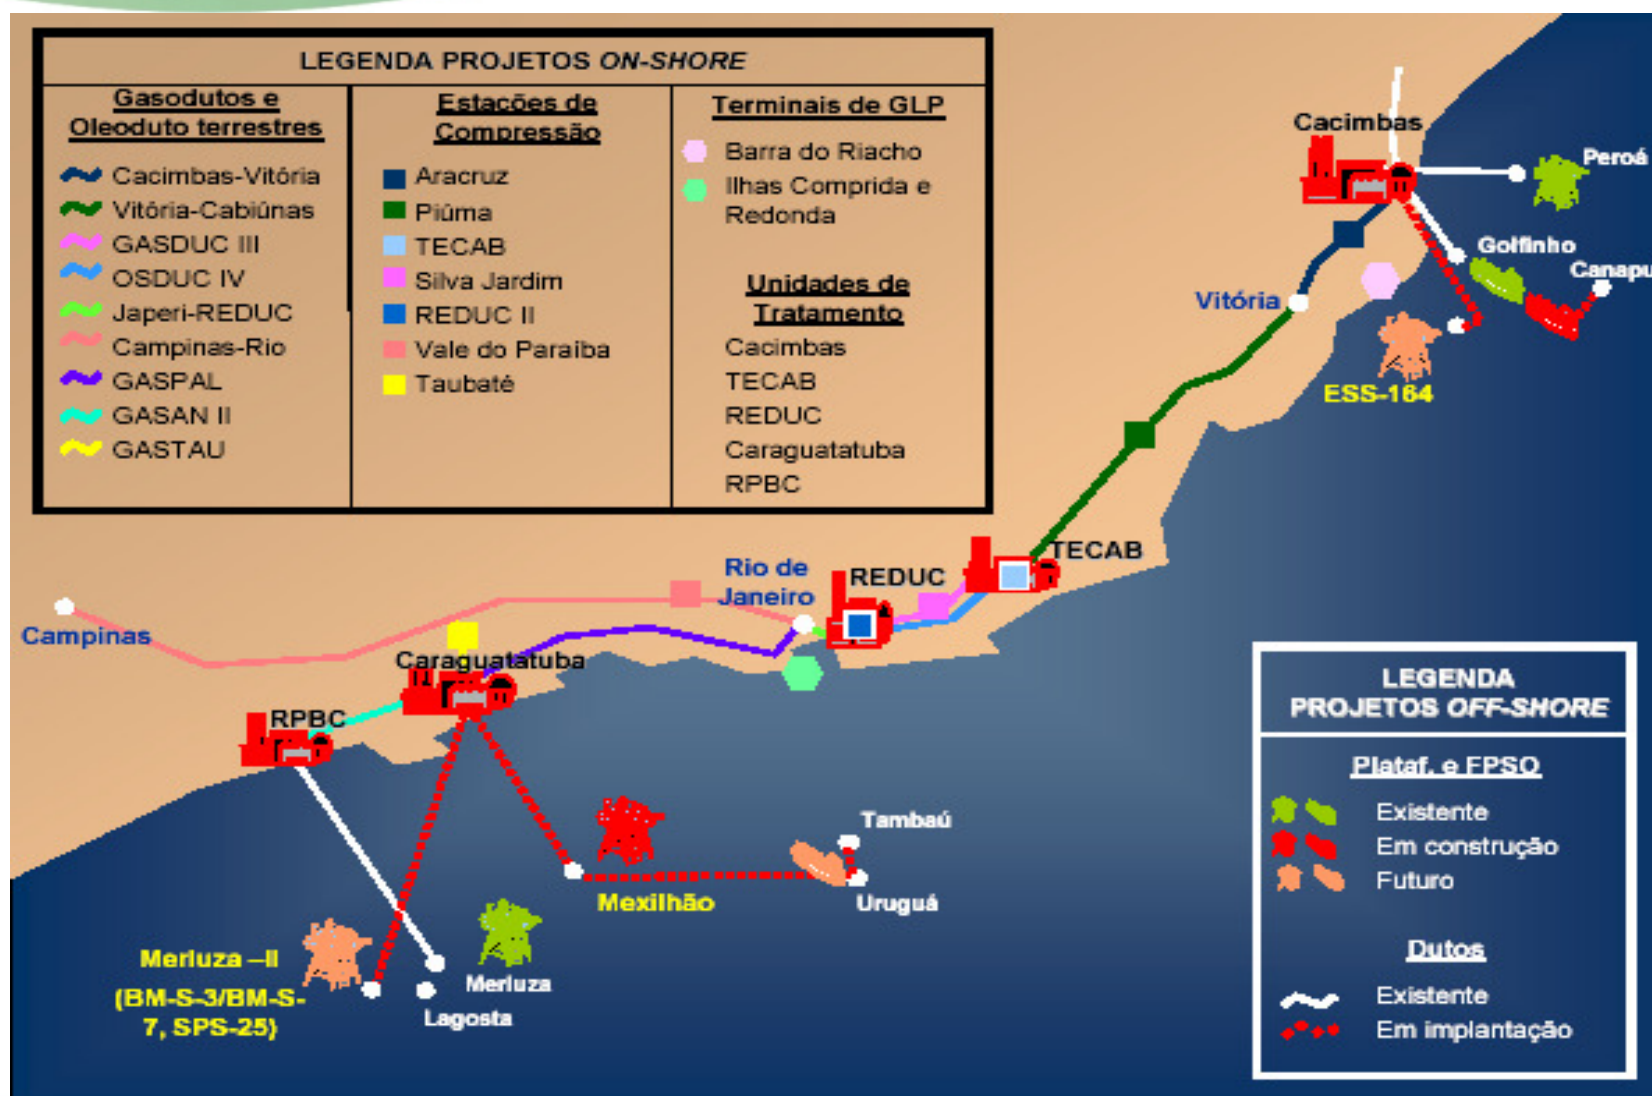 LEGENDA PROJETOS ON-SHORE
Gasodutos e
Oleoduto terrestres
Cacimbas-Vitória
Vitória-Cabiúnas
GASDUC III
OSDUC IV
Japeri-REDUC
Campinas-Rio
GASPAL
GASAN II
GASTAU
Estações de
Compressão
Aracruz
Piúma
TECAB
Silva Jardim
REDUC II
Vale do Paraíba
Taubaté
Terminais de GLP
Barra do Riacho
Ilhas Comprida e
Redonda
Unidades de
Tratamento
Cacimbas
TECAB
REDUC
Caraguatatuba
RPBC
Cacimbas
Peroá
Golfinho
Canapu
Vitória
ESS-164
TECAB
REDUC
Rio de
Janeiro
Campinas
Caraguatatuba
RPBC
Tambaú
Uruguá
Mexilhão
Merluza
Lagosta
Merluza –II
(BM-S-3/BM-S-
7, SPS-25)
LEGENDA
PROJETOS OFF-SHORE
Plataf. e FPSO
Existente
Em construção
Futuro
Dutos
Existente
Em implantação